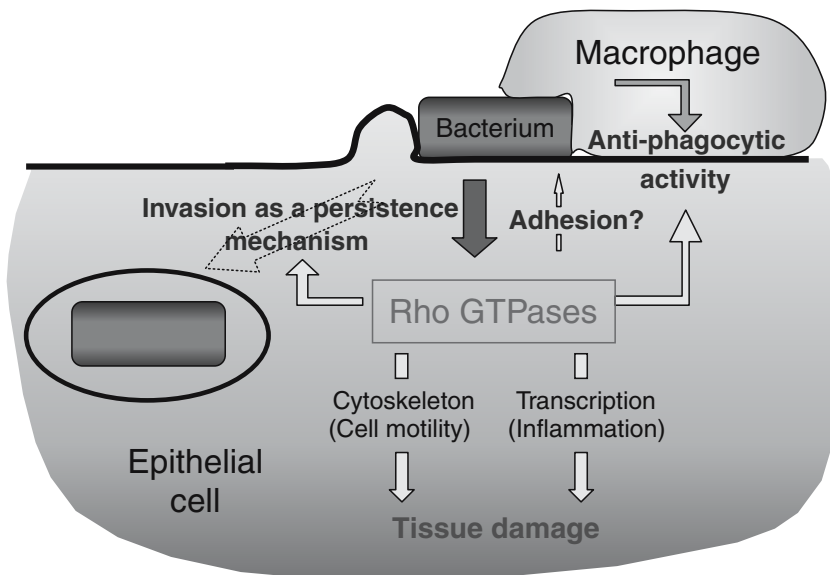 Macrophage
Bacterium
Anti-phagocytic
activity
Invasion as a persistence
mechanism
Adhesion?
Rho GTPases
Cytoskeleton
(Cell motility)
Transcription
(Inflammation)
Epithelial
cell
Tissue damage